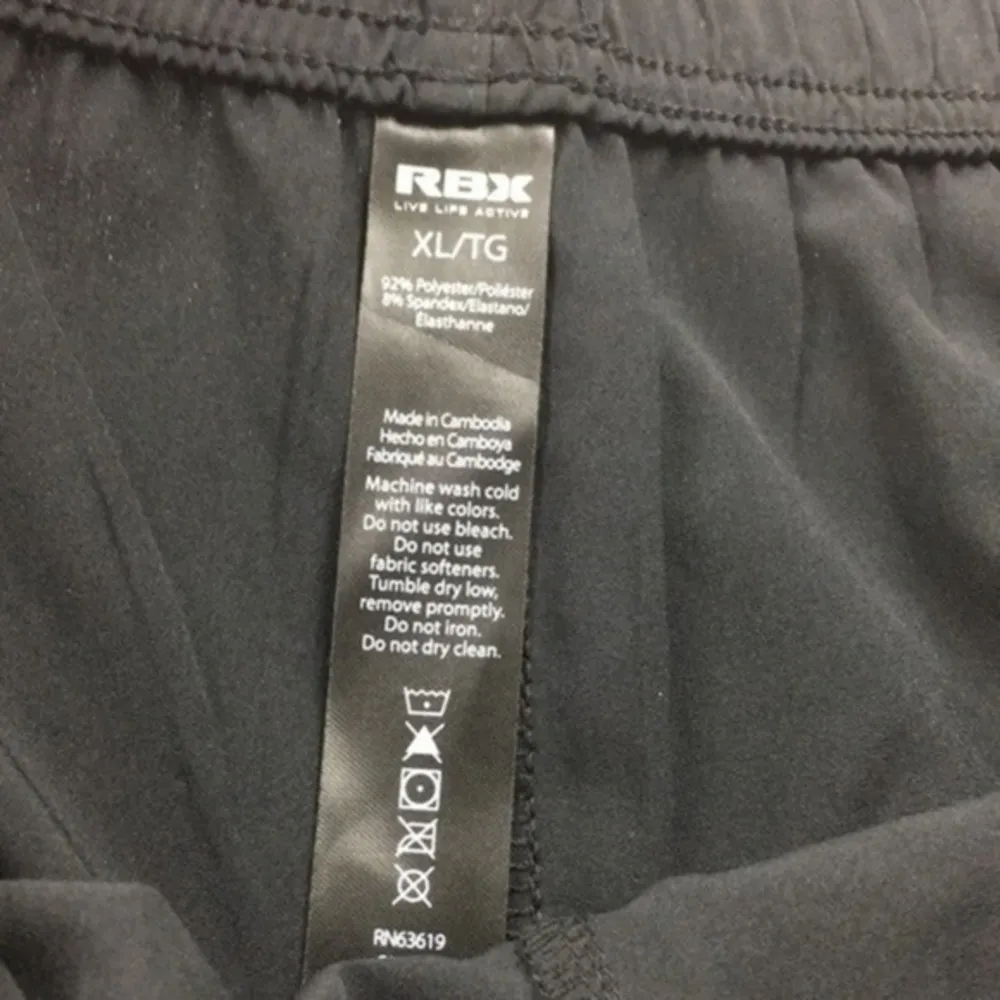 RBX
LIVE LIFE ACTIVE
XL/TG
92% Polyester/Poliéster
8% Spandex/Elastano/
Élasthanne
Made in Cambodia
Hecho en Camboya
Fabriqué au Cambodge
Machine wash cold
with like colors.
Do not use bleach.
Do not use
fabric softeners.
Tumble dry low,
remove promptly.
Do not iron.
Do not dry clean.
RN63619